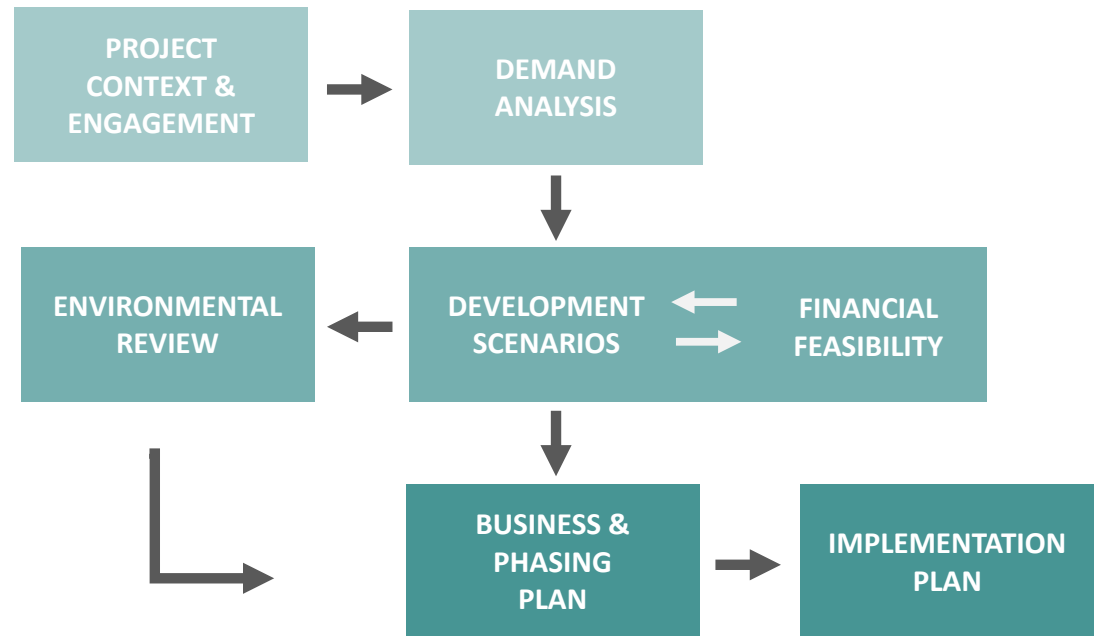 PROJECT
CONTEXT &
ENGAGEMENT
DEMAND
ANALYSIS
ENVIRONMENTAL
REVIEW
DEVELOPMENT
SCENARIOS
FINANCIAL
FEASIBILITY
BUSINESS &
PHASING
PLAN
IMPLEMENTATION
PLAN